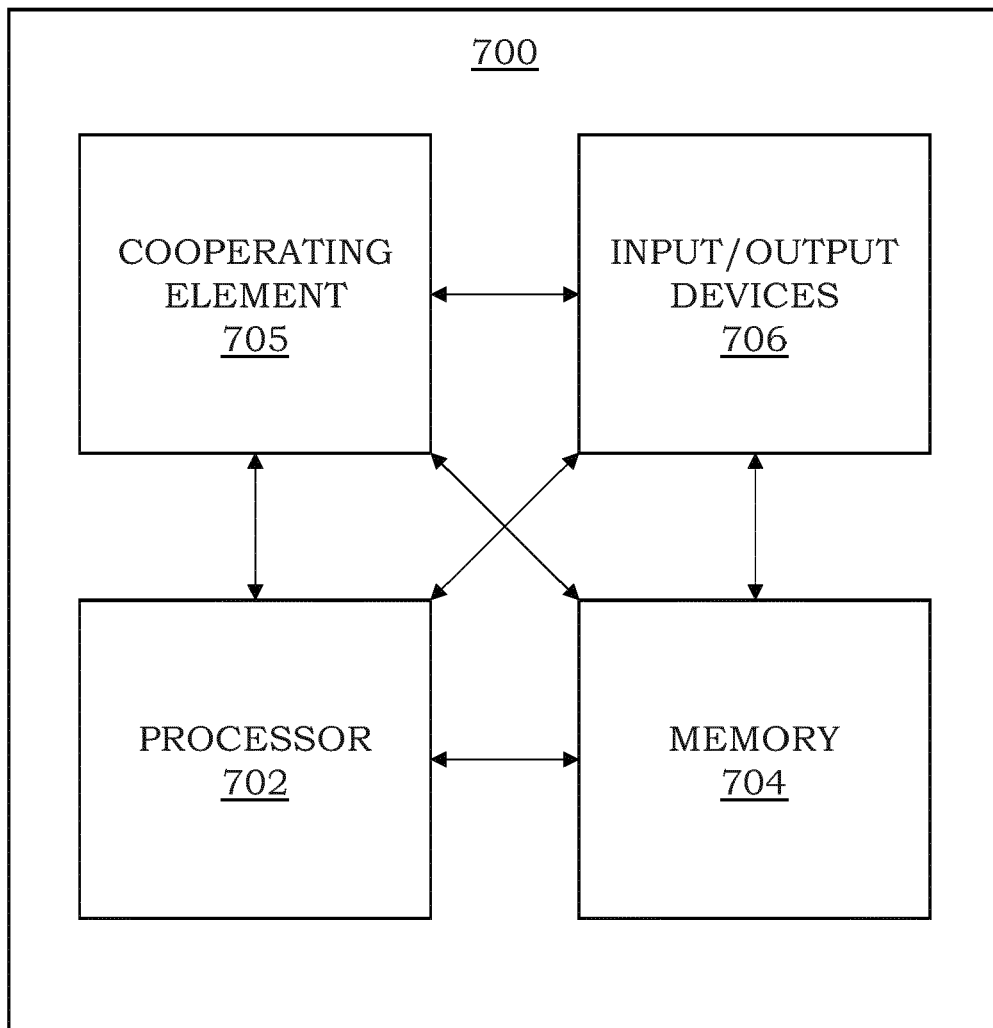 700
COOPERATING
ELEMENT
705
INPUT/OUTPUT
DEVICES
706
PROCESSOR
702
MEMORY
704